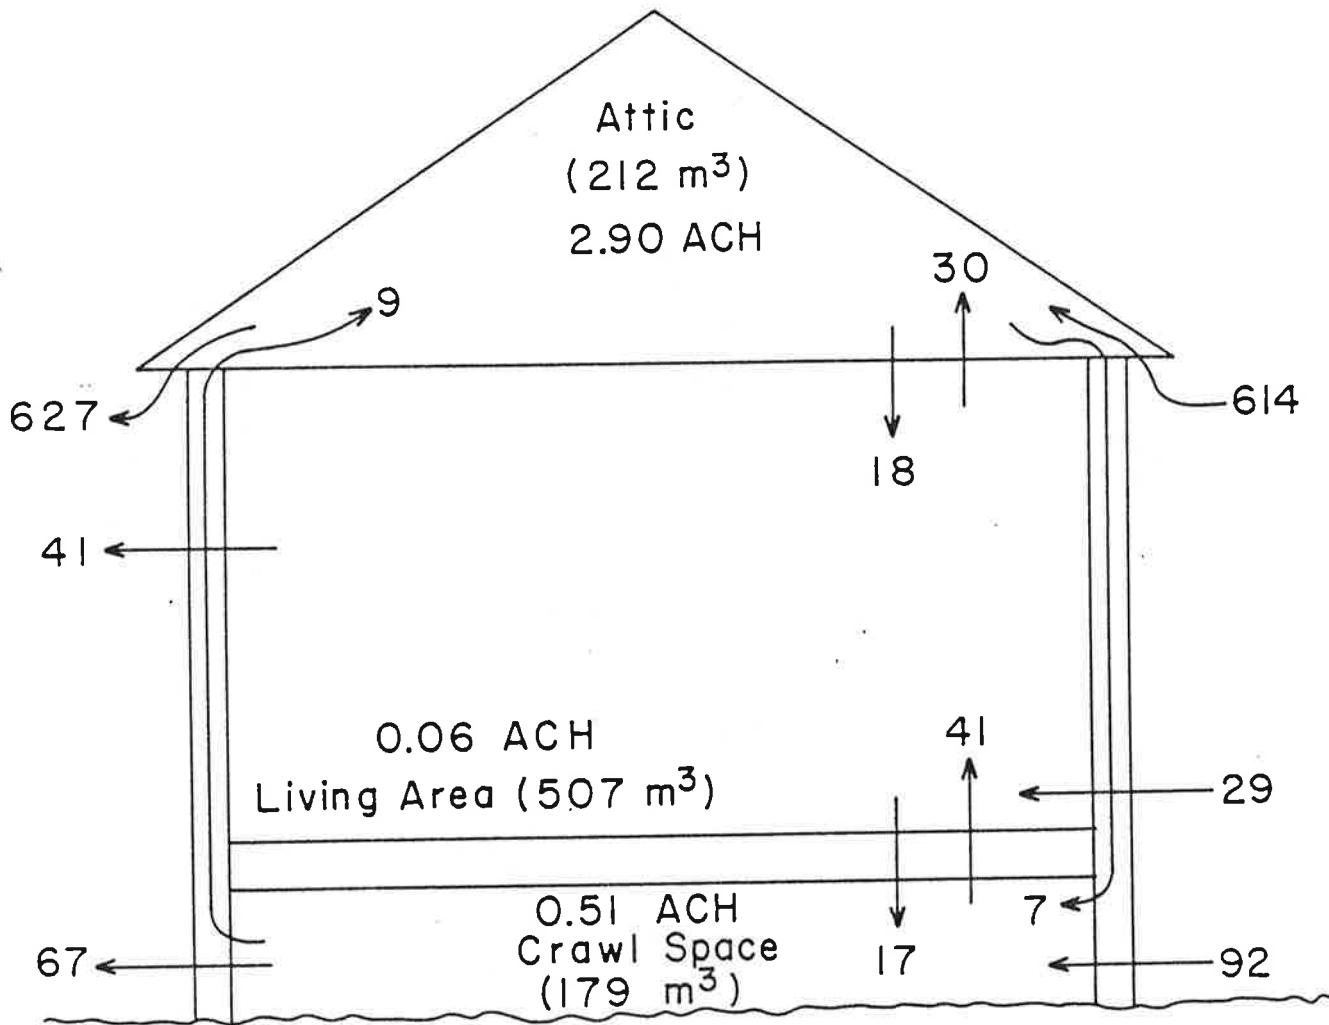 Attic
(212 m³)
2.90 ACH
30
9
627
614
18
41
0.06 ACH
41
Living Area (507 m³)
29
0.51 ACH
7
Crawl Space
67
17
92
(179 m³)